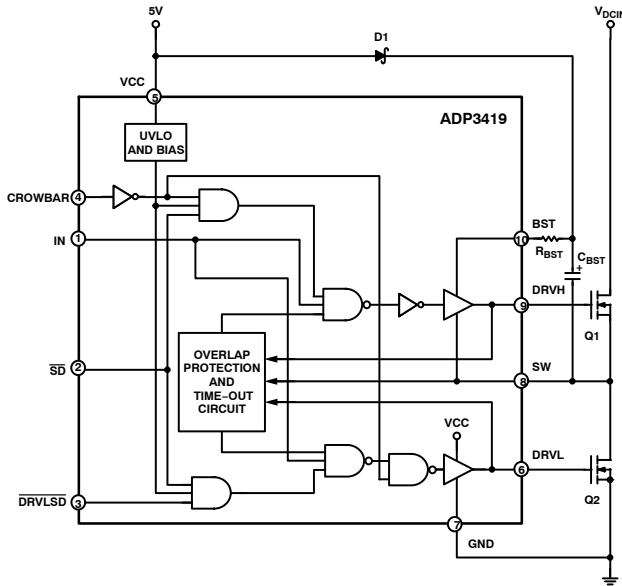 5V
D1
VDCIN
VCC
5
ADP3419
UVLO
AND BIAS
CROWBAR
4
IN
1
BST
10
RBST
CBST
+
DRVH
9
Q1
SD
2
OVERLAP
PROTECTION
AND
TIME-OUT
CIRCUIT
SW
8
VCC
DRVL
6
Q2
DRVLSD
3
7
GND